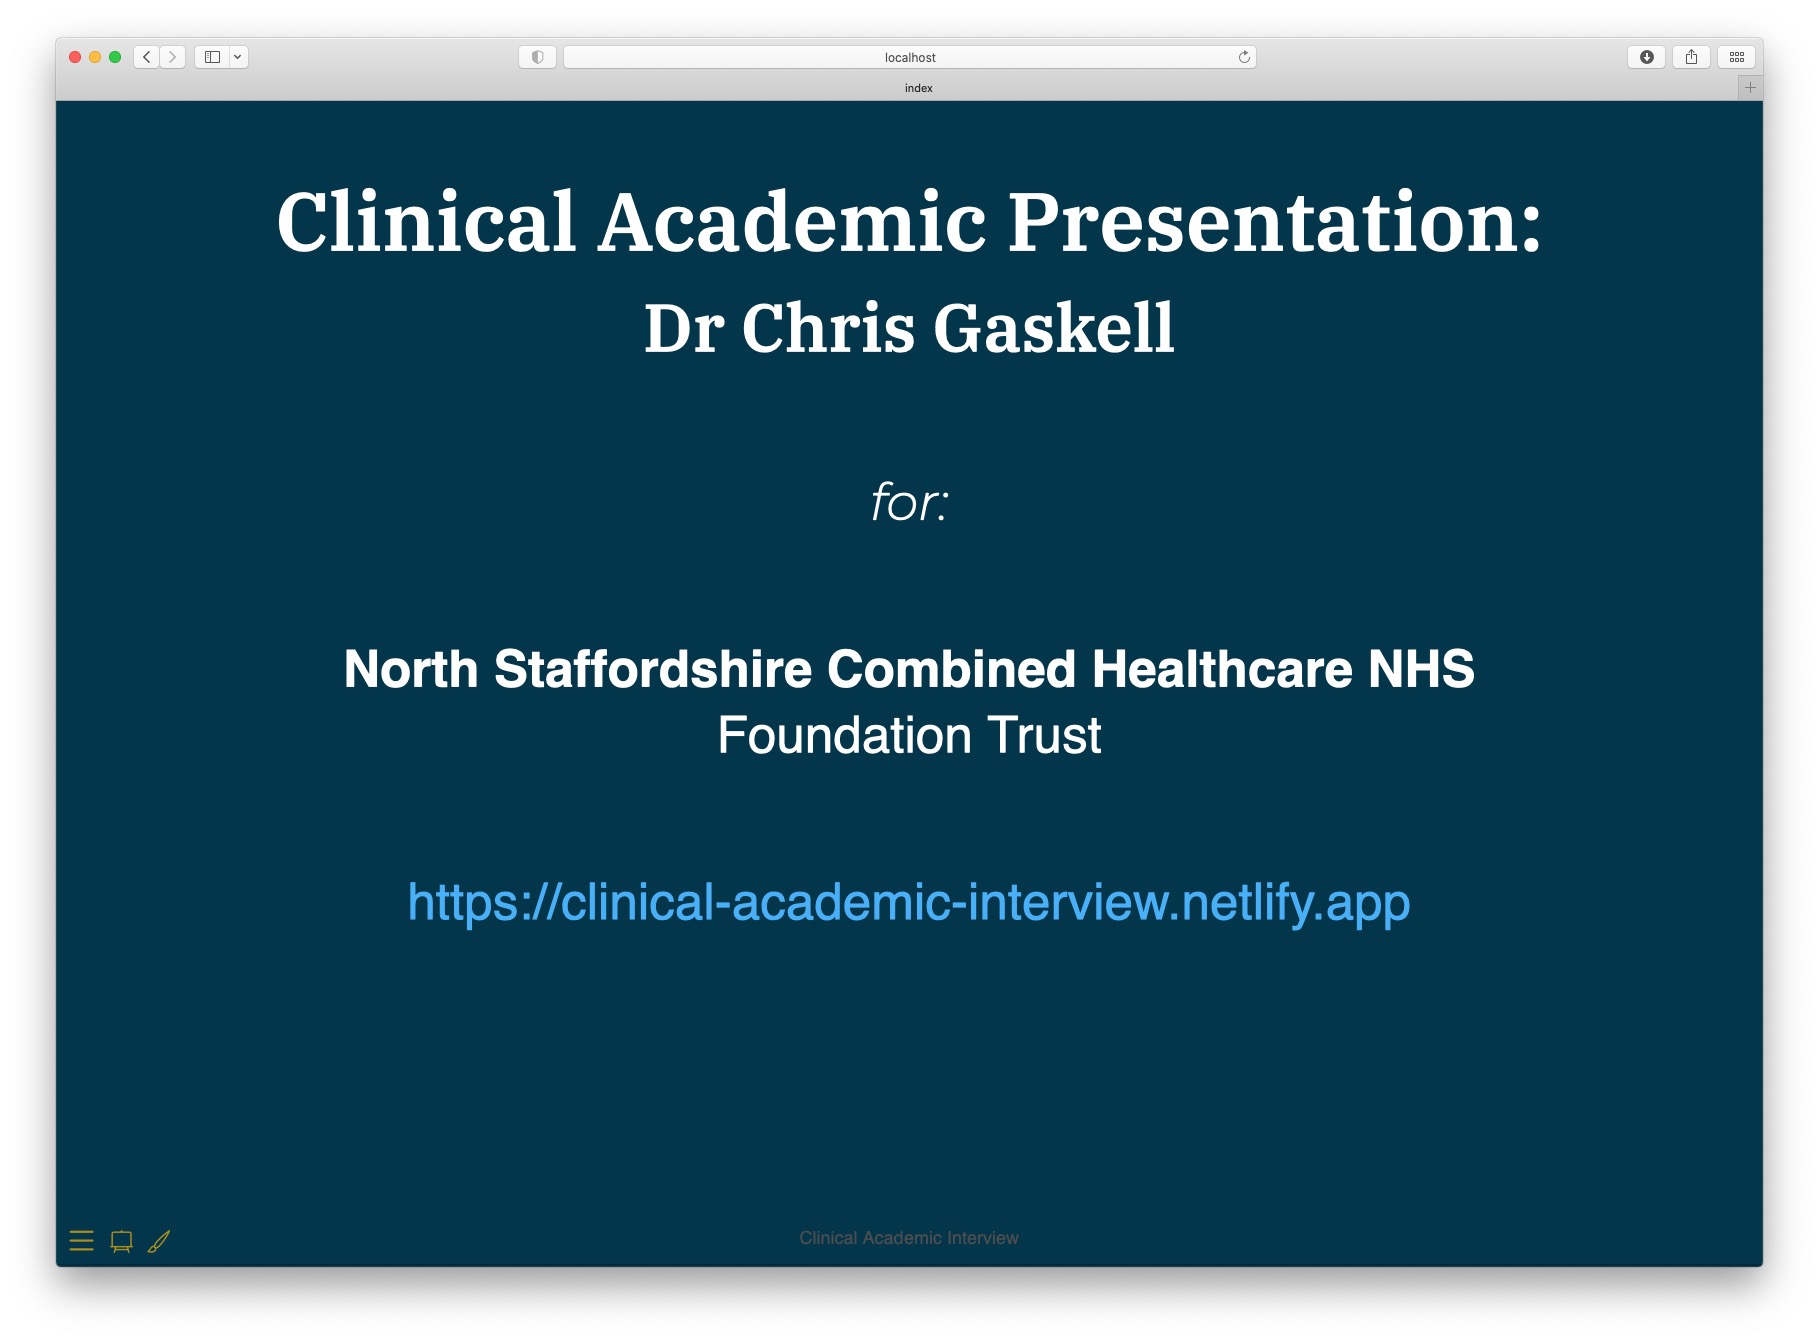 localhost
index
Clinical Academic Presentation:
Dr Chris Gaskell
for:
North Staffordshire Combined Healthcare NHS
Foundation Trust
https://clinical-academic-interview.netlify.app
Clinical Academic Interview